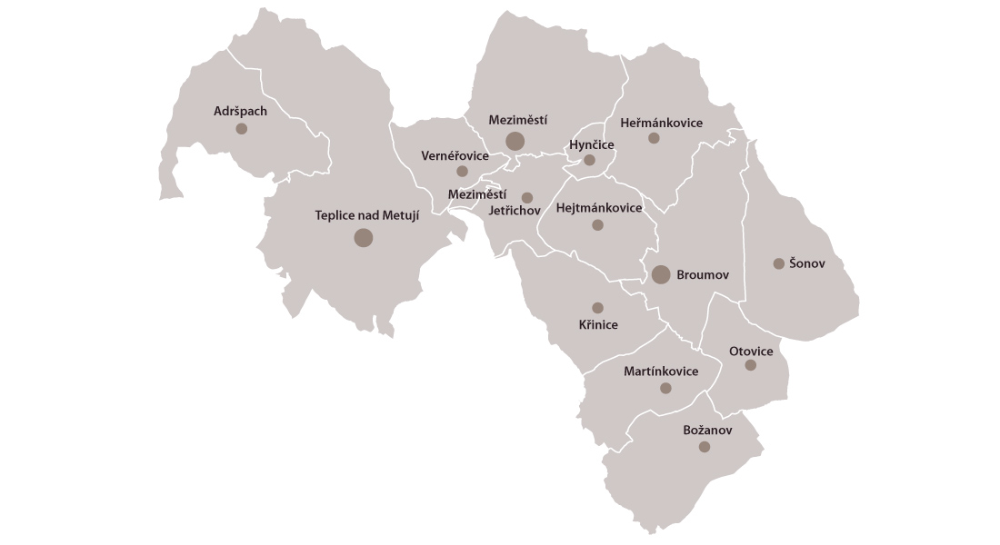 Adršpach
Meziměstí
Heřmánkovice
Hynčice
Vernéřovice
Meziměstí
Jetřichov
Hejtmánkovice
Teplice nad Metují
Šonov
Broumov
Křinice
Otovice
Martínkovice
Božanov